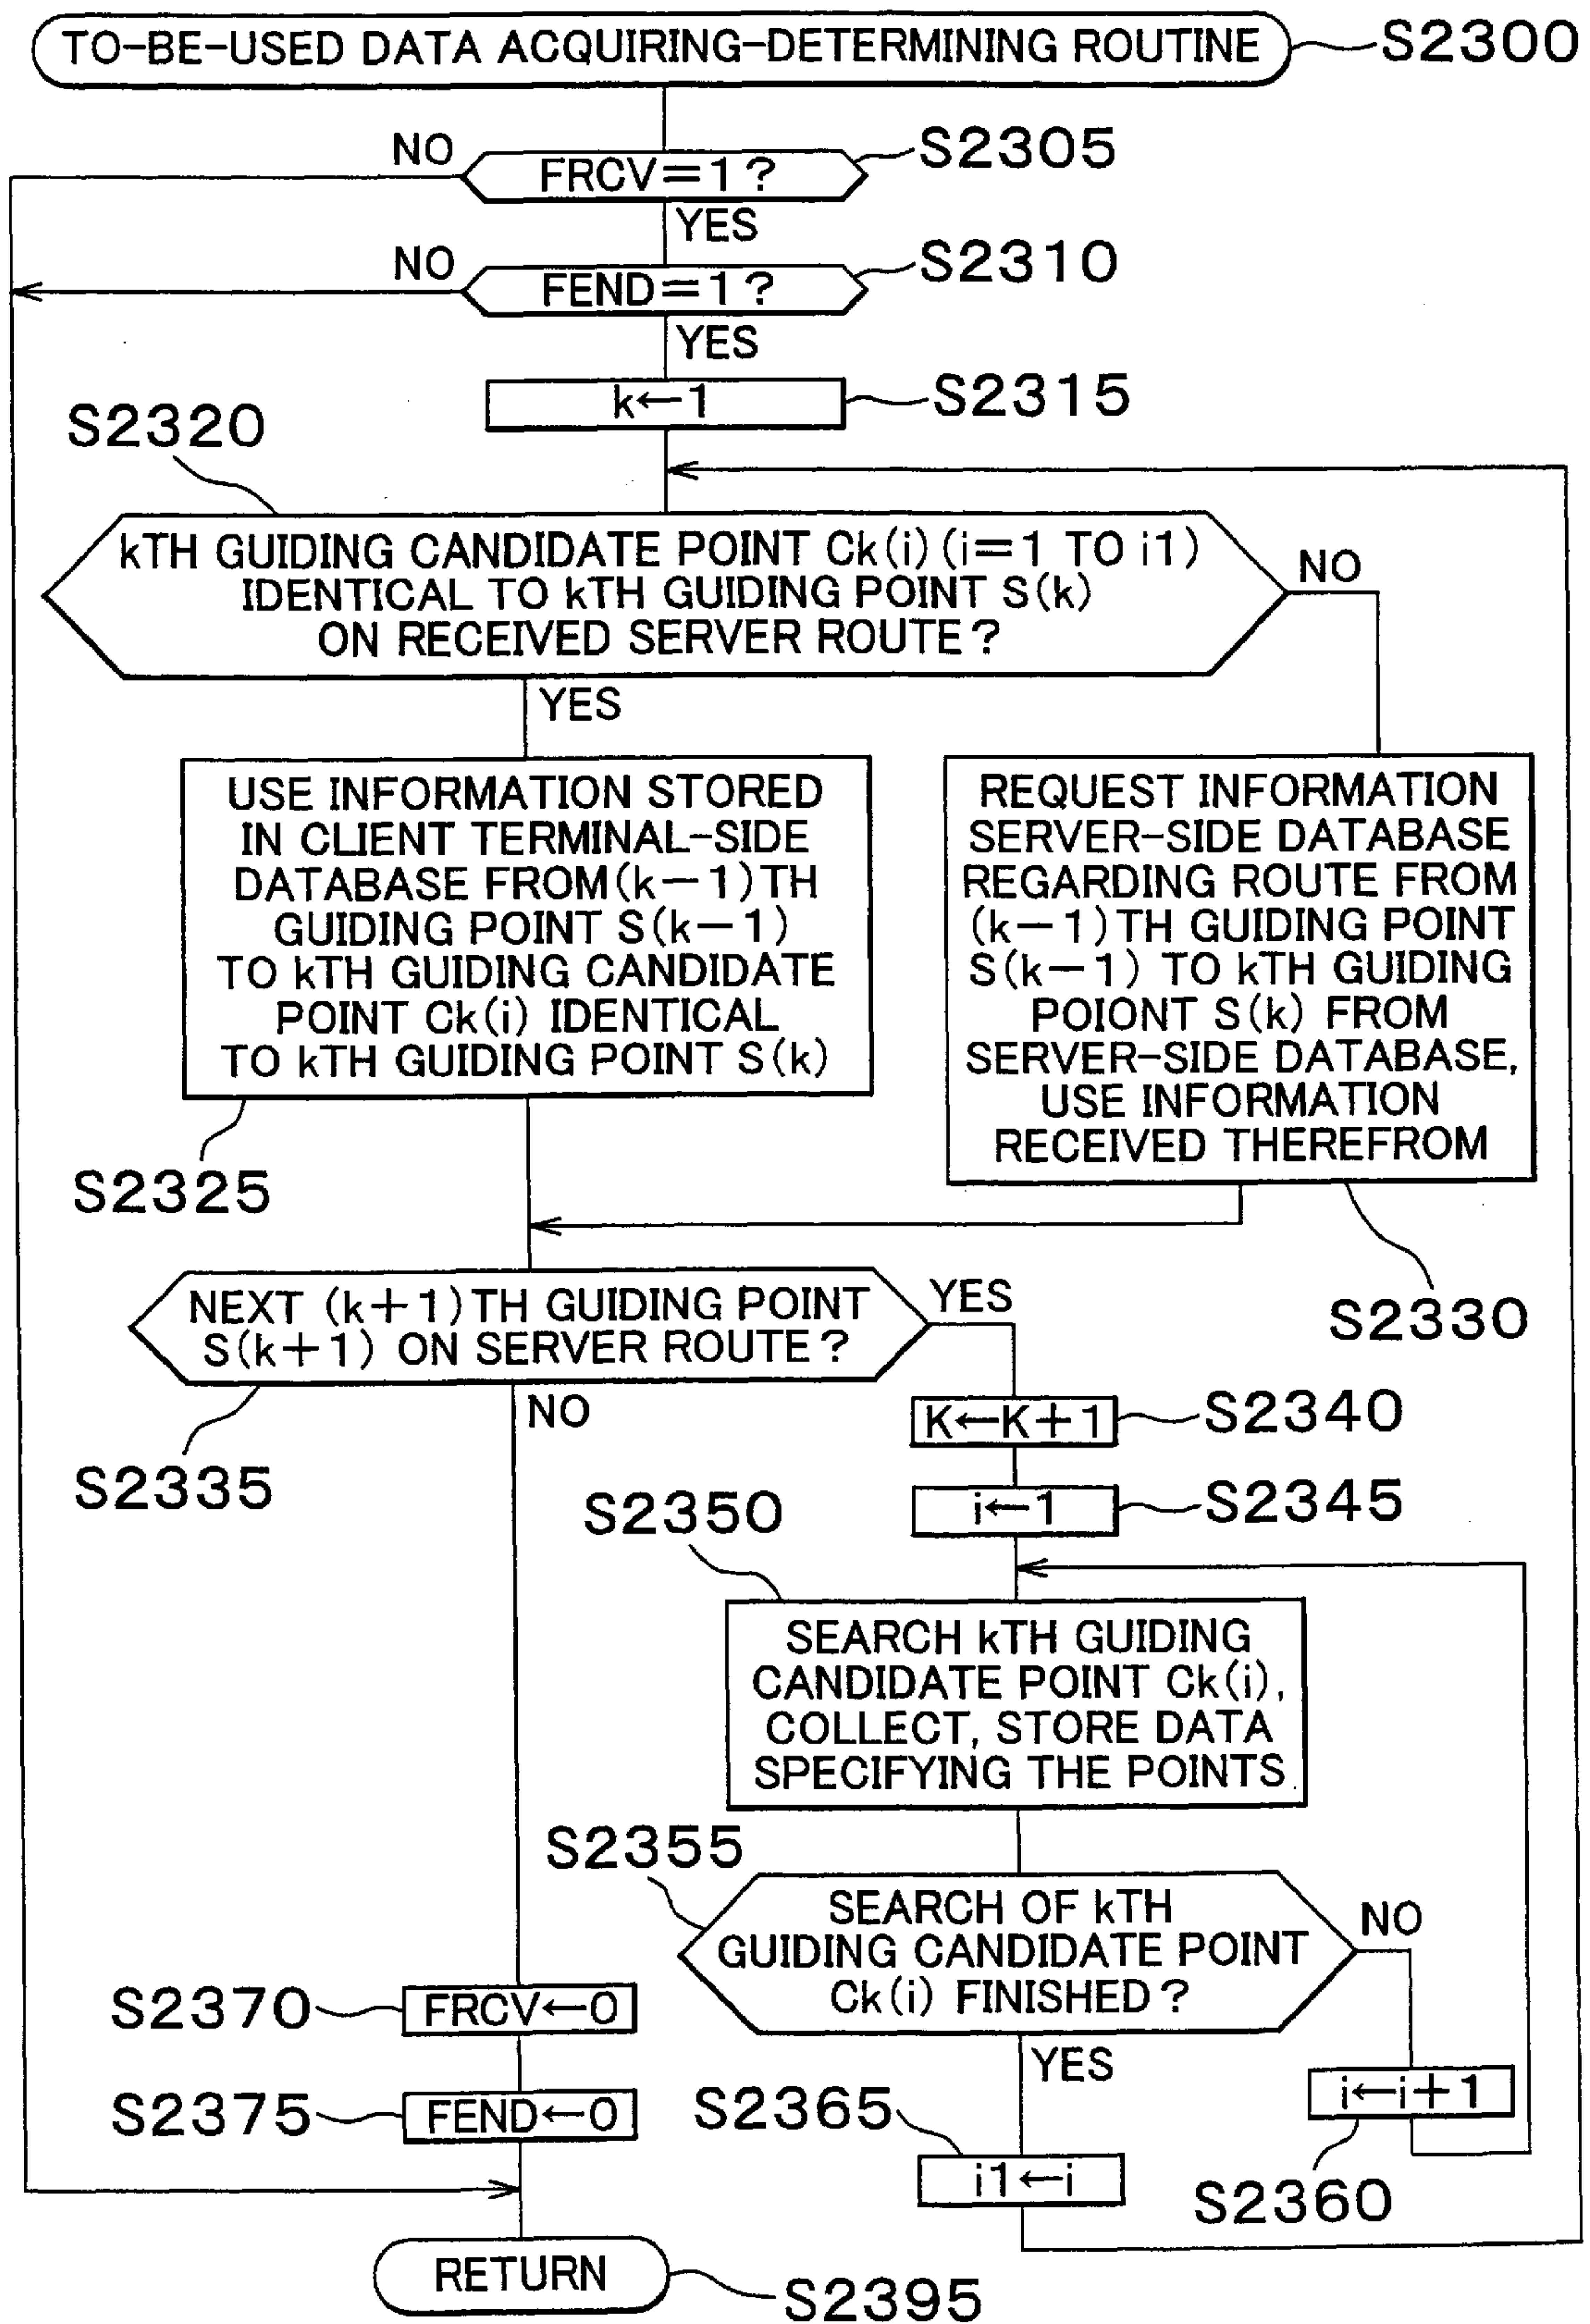 TO-BE-USED DATA ACQUIRING-DETERMINING ROUTINE
S2300
NO
FRCV=1?
S2305
YES
NO
FEND=1?
S2310
YES
k←1
S2315
S2320
kTH GUIDING CANDIDATE POINT Ck(i) (i=1 TO i1)
IDENTICAL TO kTH GUIDING POINT S(k)
ON RECEIVED SERVER ROUTE?
NO
YES
USE INFORMATION STORED
IN CLIENT TERMINAL-SIDE
DATABASE FROM(k-1)TH
GUIDING POINT S(k-1)
TO kTH GUIDING CANDIDATE
POINT Ck(i) IDENTICAL
TO kTH GUIDING POINT S(k)
S2325
REQUEST INFORMATION
SERVER-SIDE DATABASE
REGARDING ROUTE FROM
(k-1)TH GUIDING POINT
S(k-1) TO kTH GUIDING
POIONT S(k) FROM
SERVER-SIDE DATABASE,
USE INFORMATION
RECEIVED THEREFROM
S2330
NEXT (k+1)TH GUIDING POINT
S(k+1) ON SERVER ROUTE?
YES
NO
S2335
K←K+1
S2340
i←1
S2345
S2350
SEARCH kTH GUIDING
CANDIDATE POINT Ck(i),
COLLECT, STORE DATA
SPECIFYING THE POINTS
S2355
SEARCH OF kTH
GUIDING CANDIDATE POINT
Ck(i) FINISHED?
NO
YES
i←i+1
S2360
S2365
i1←i
S2370
FRCV←0
S2375
FEND←0
RETURN
S2395